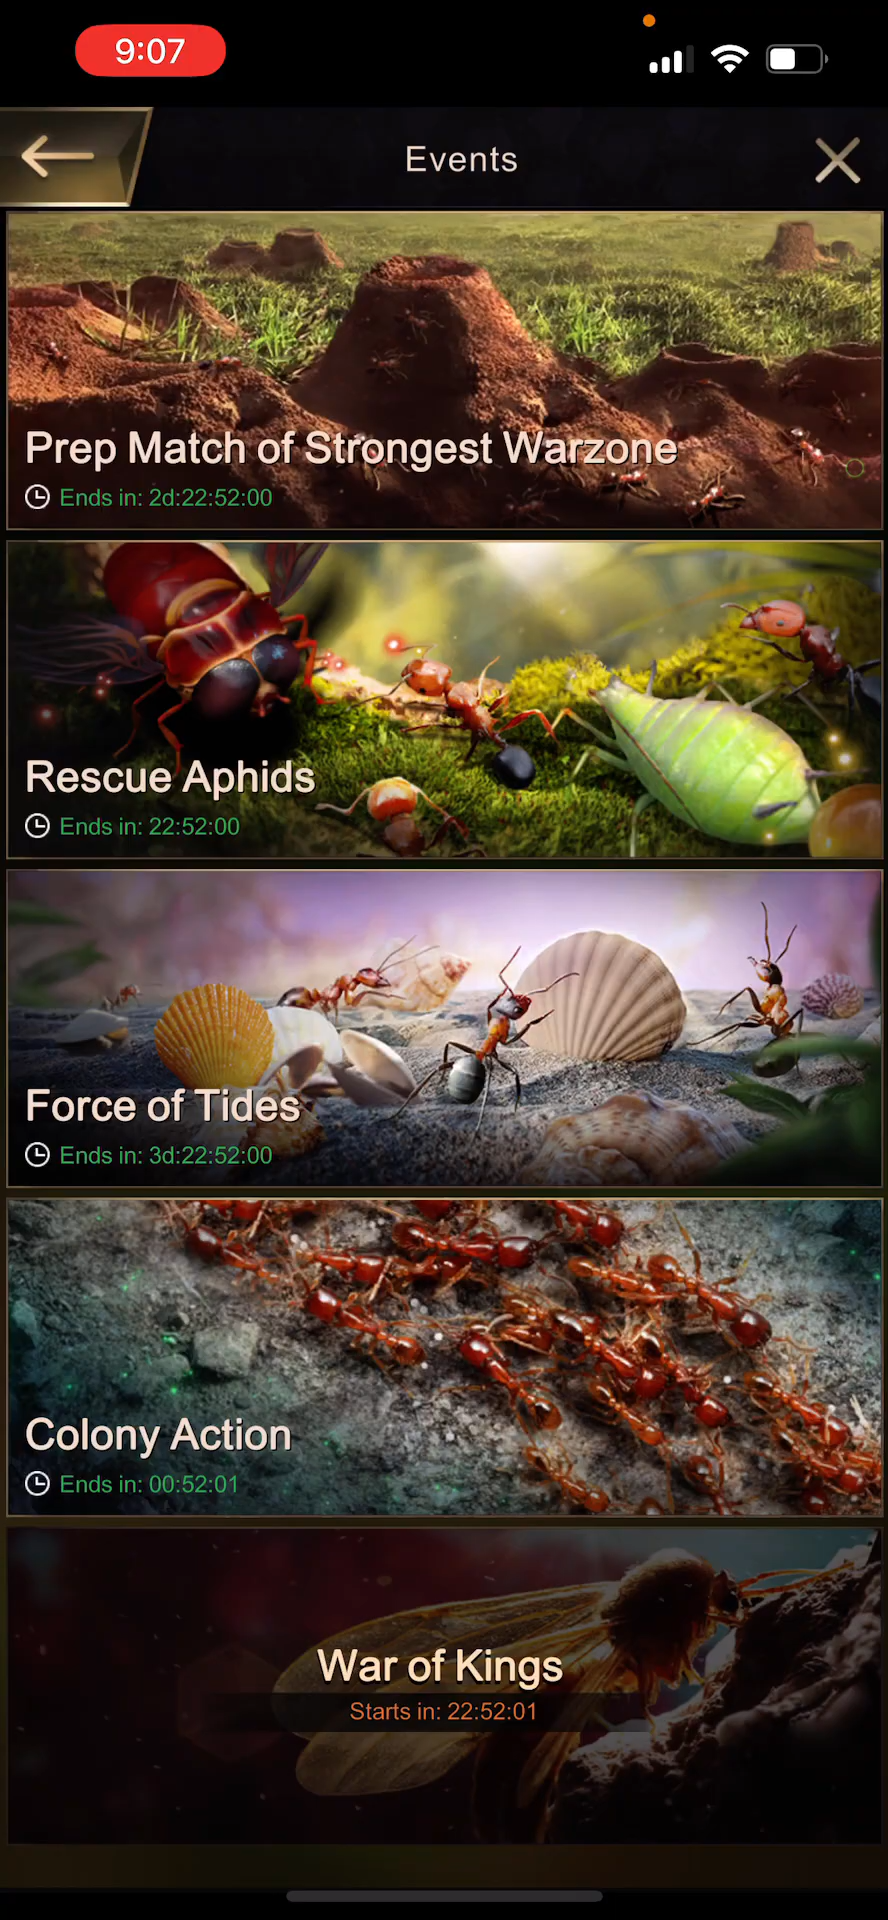 9:07
Events
Prep Match of Strongest Warzone
Ends in: 2d:22:52:00
Rescue Aphids
Ends in: 22:52:00
Force of Tides
Ends in: 3d:22:52:00
Colony Action
Ends in: 00:52:01
War of Kings
Starts in: 22:52:01